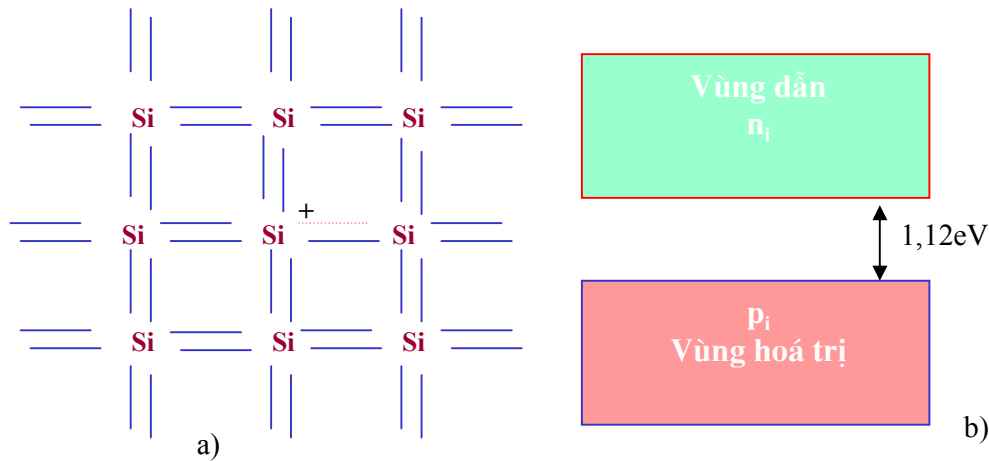 Si Si Si
+
Si Si Si
Si Si Si
a)
Vùng dẫn
nᵢ
1,12eV
pᵢ
Vùng hoá trị
b)